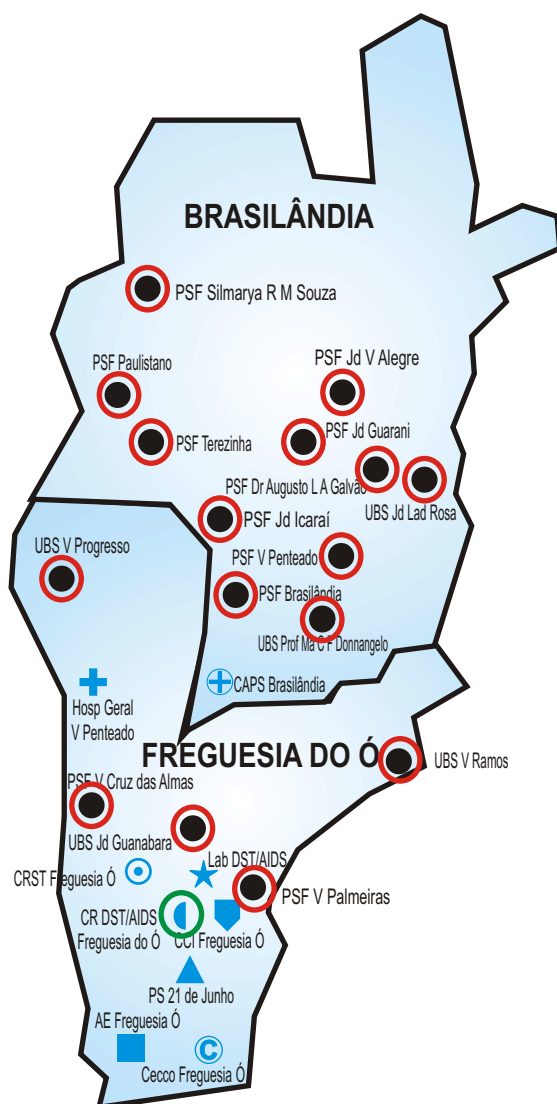 BRASILÂNDIA
PSF Silmarya R M Souza
PSF Paulistano
PSF Jd V Alegre
PSF Terezinha
PSF Jd Guarani
PSF Dr Augusto L A Galvão
UBS Jd Lad Rosa
PSF Jd Icaraí
UBS V Progresso
PSF V Penteado
PSF Brasilândia
UBS Prof Ma C F Donnangelo
CAPS Brasilândia
Hosp Geral
V Penteado
FREGUESIA DO Ó
UBS V Ramos
PSF V Cruz das Almas
UBS Jd Guanabara
Lab DST/AIDS
CRST Freguesia Ó
PSF V Palmeiras
CR DST/AIDS
Freguesia do Ó
CCI Freguesia Ó
PS 21 de Junho
AE Freguesia Ó
C
Cecco Freguesia Ó